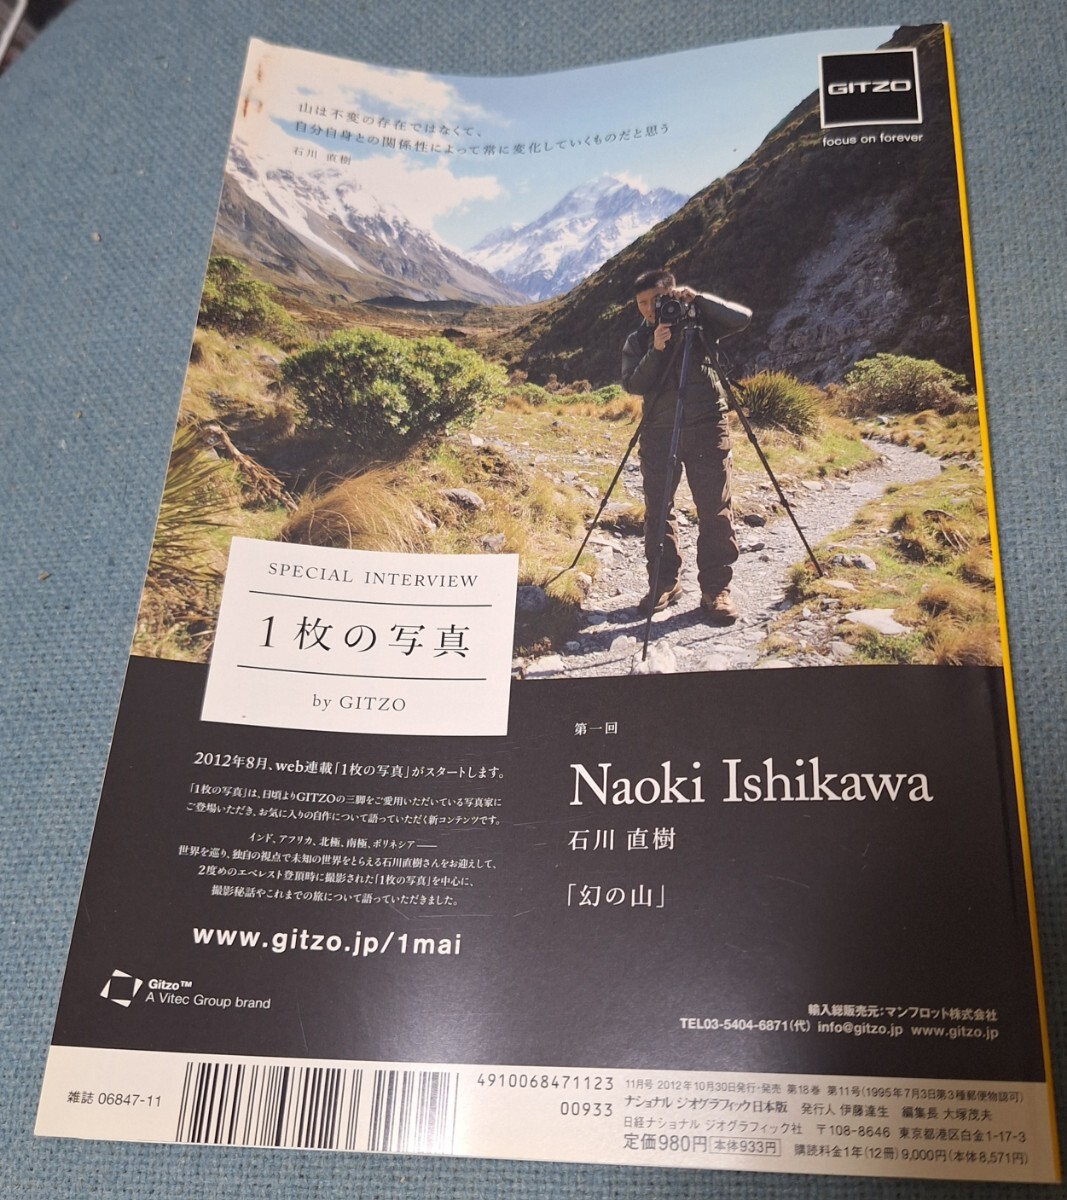 山は不変の存在ではなくて、
自分自身との関係性によって常に変化していくものだと思う
石川 直樹
GITZO
focus on forever
SPECIAL INTERVIEW
1枚の写真
by GITZO
2012年8月、web連載「1枚の写真」がスタートします。
「1枚の写真」は、日頃よりGITZOの三脚をご愛用いただいている写真家に
ご登場いただき、お気に入りの自作について語っていただく新コンテンツです。
インド、アフリカ、北極、南極、ポリネシア——
世界を巡り、独自の視点で未知の世界をとらえる石川直樹さんをお迎えして、
2度めのエベレスト登頂時に撮影された「1枚の写真」を中心に、
撮影秘話やこれまでの旅について語っていただきました。
www.gitzo.jp/1mai
Gitzo™
A Vitec Group brand
第一回
Naoki Ishikawa
石川 直樹
「幻の山」
輸入総販売元:マンフロット株式会社
TEL03-5404-6871(代) info@gitzo.jp www.gitzo.jp
雑誌 06847-11
4910068471123
00933
11月号 2012年10月30日発行・発売 第18巻 第11号(1995年7月3日第3種郵便物認可)
ナショナル ジオグラフィック日本版 発行人 伊藤達生 編集長 大塚茂夫
日経ナショナル ジオグラフィック社 〒108-8646 東京都港区白金1-17-3
定価980円 本体933円 購読料金1年(12冊)9,000円(本体8,571円)